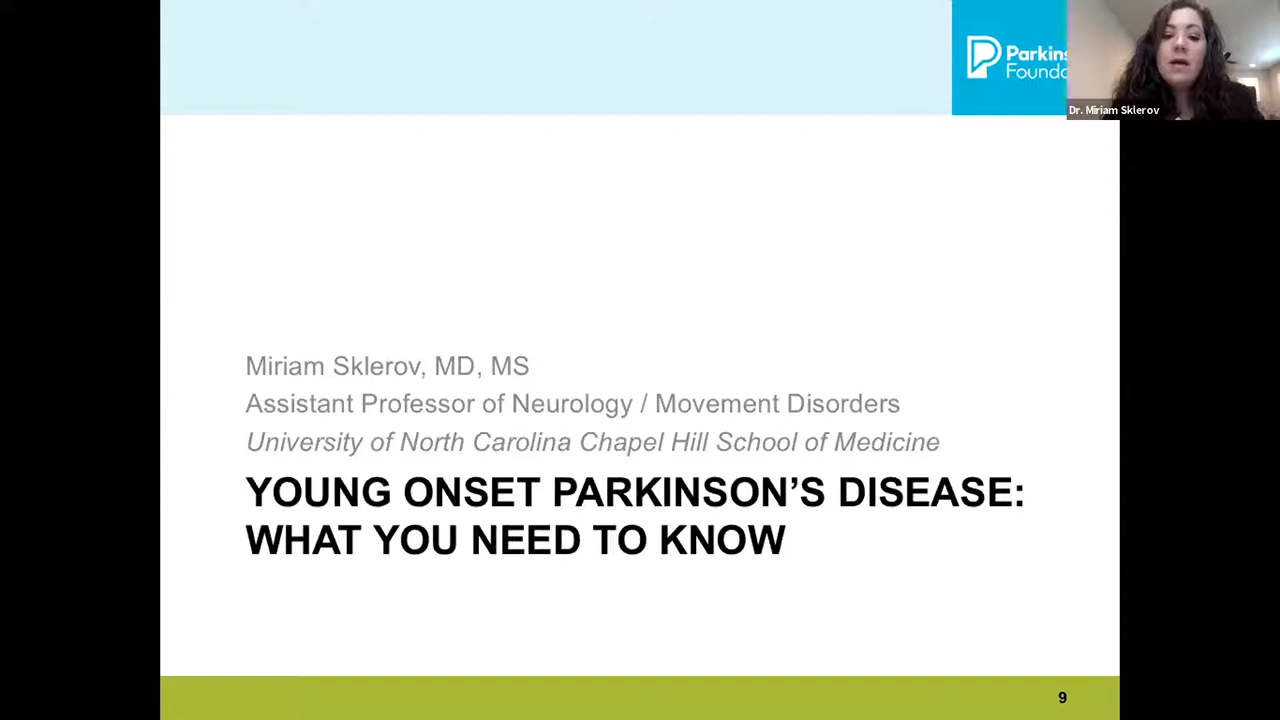 Parkins
Founda
Dr. Miriam Sklerov
Miriam Sklerov, MD, MS
Assistant Professor of Neurology / Movement Disorders
University of North Carolina Chapel Hill School of Medicine
YOUNG ONSET PARKINSON’S DISEASE:
WHAT YOU NEED TO KNOW
9